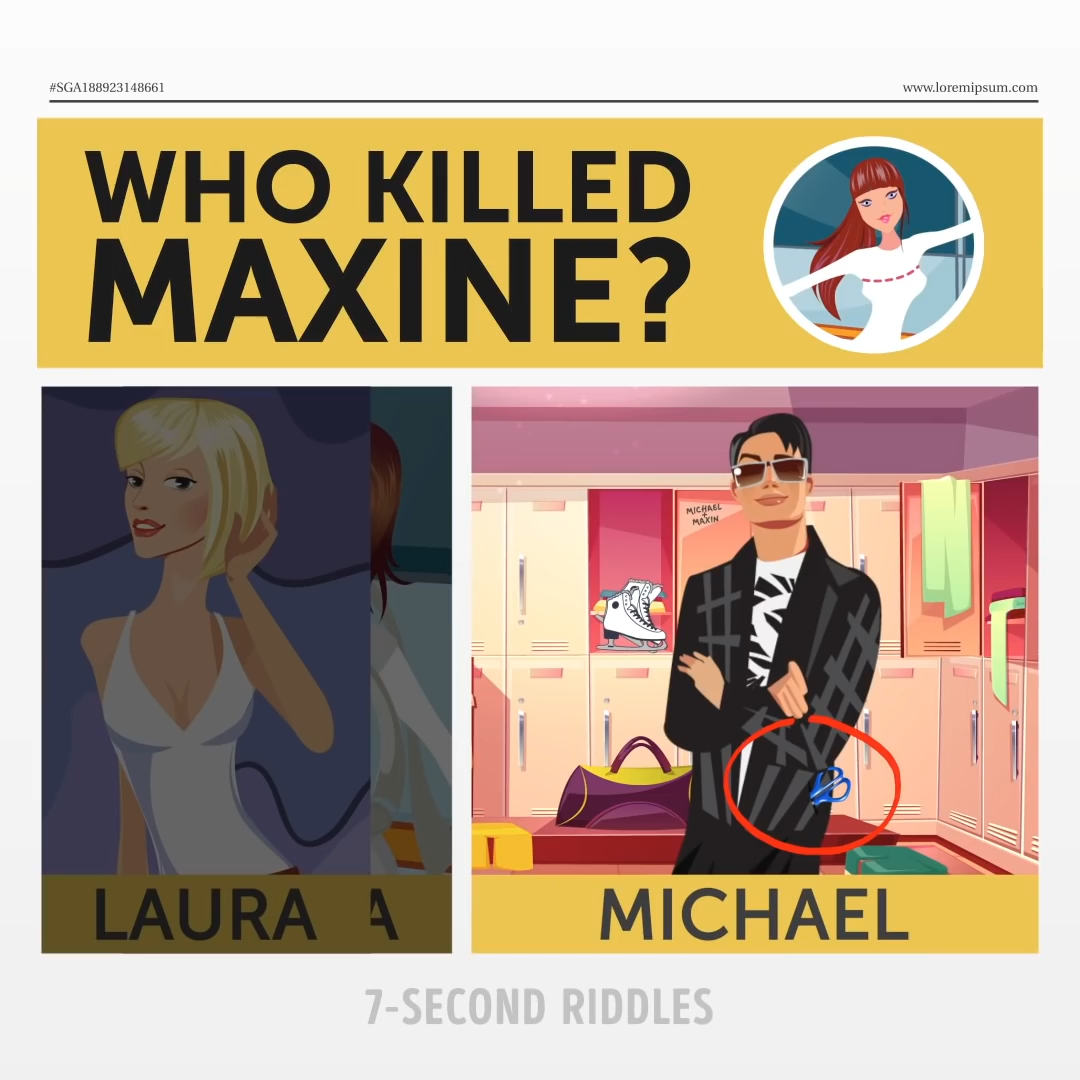 #SGA188923148661
www.loremipsum.com
WHO KILLED
MAXINE?
MICHAEL
+
MAXIN
LAURA
A
MICHAEL
7-SECOND RIDDLES